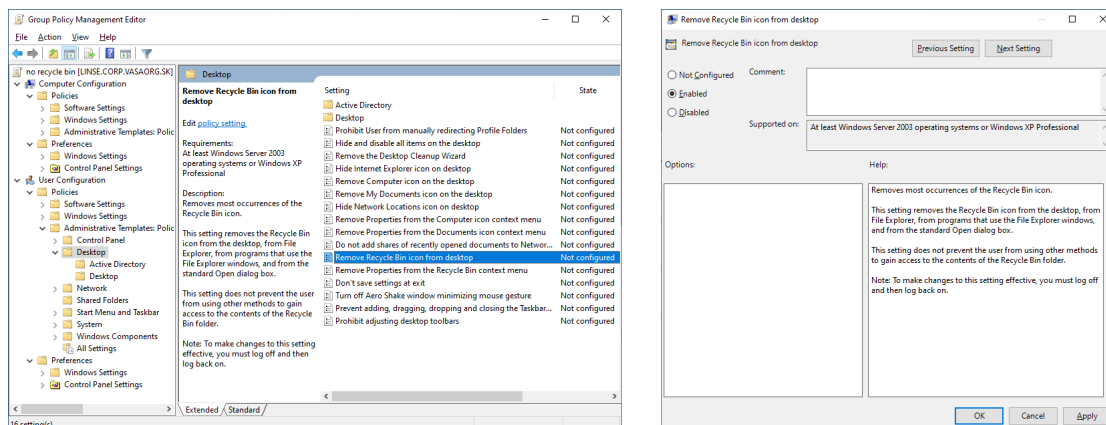 Group Policy Management Editor
File Action View Help
no recycle bin [LINSE.CORP.VASAORG.SK]
Computer Configuration
Policies
Software Settings
Windows Settings
Administrative Templates: Polic
Preferences
Windows Settings
Control Panel Settings
User Configuration
Policies
Software Settings
Windows Settings
Administrative Templates: Polic
Control Panel
Desktop
Active Directory
Desktop
Network
Shared Folders
Start Menu and Taskbar
System
Windows Components
All Settings
Preferences
Windows Settings
Control Panel Settings
Desktop
Remove Recycle Bin icon from
desktop
Edit policy setting.
Requirements:
At least Windows Server 2003
operating systems or Windows XP
Professional
Description:
Removes most occurrences of the
Recycle Bin icon.
This setting removes the Recycle Bin
icon from the desktop, from File
Explorer, from programs that use the
File Explorer windows, and from the
standard Open dialog box.
This setting does not prevent the user
from using other methods to gain
access to the contents of the Recycle
Bin folder.
Note: To make changes to this setting
effective, you must log off and then
log back on.
Setting State
Active Directory
Desktop
Prohibit User from manually redirecting Profile Folders Not configured
Hide and disable all items on the desktop Not configured
Remove the Desktop Cleanup Wizard Not configured
Hide Internet Explorer icon on desktop Not configured
Remove Computer icon on the desktop Not configured
Remove My Documents icon on the desktop Not configured
Hide Network Locations icon on desktop Not configured
Remove Properties from the Computer icon context menu Not configured
Remove Properties from the Documents icon context menu Not configured
Do not add shares of recently opened documents to Networ... Not configured
Remove Recycle Bin icon from desktop Not configured
Remove Properties from the Recycle Bin context menu Not configured
Don't save settings at exit Not configured
Turn off Aero Shake window minimizing mouse gesture Not configured
Prevent adding, dragging, dropping and closing the Taskbar... Not configured
Prohibit adjusting desktop toolbars Not configured
Extended Standard
16 setting(s)
Remove Recycle Bin icon from desktop
Remove Recycle Bin icon from desktop
Previous Setting Next Setting
Not Configured Comment:
Enabled
Disabled
Supported on: At least Windows Server 2003 operating systems or Windows XP Professional
Options: Help:
Removes most occurrences of the Recycle Bin icon.
This setting removes the Recycle Bin icon from the desktop, from
File Explorer, from programs that use the File Explorer windows,
and from the standard Open dialog box.
This setting does not prevent the user from using other methods
to gain access to the contents of the Recycle Bin folder.
Note: To make changes to this setting effective, you must log off
and then log back on.
OK Cancel Apply